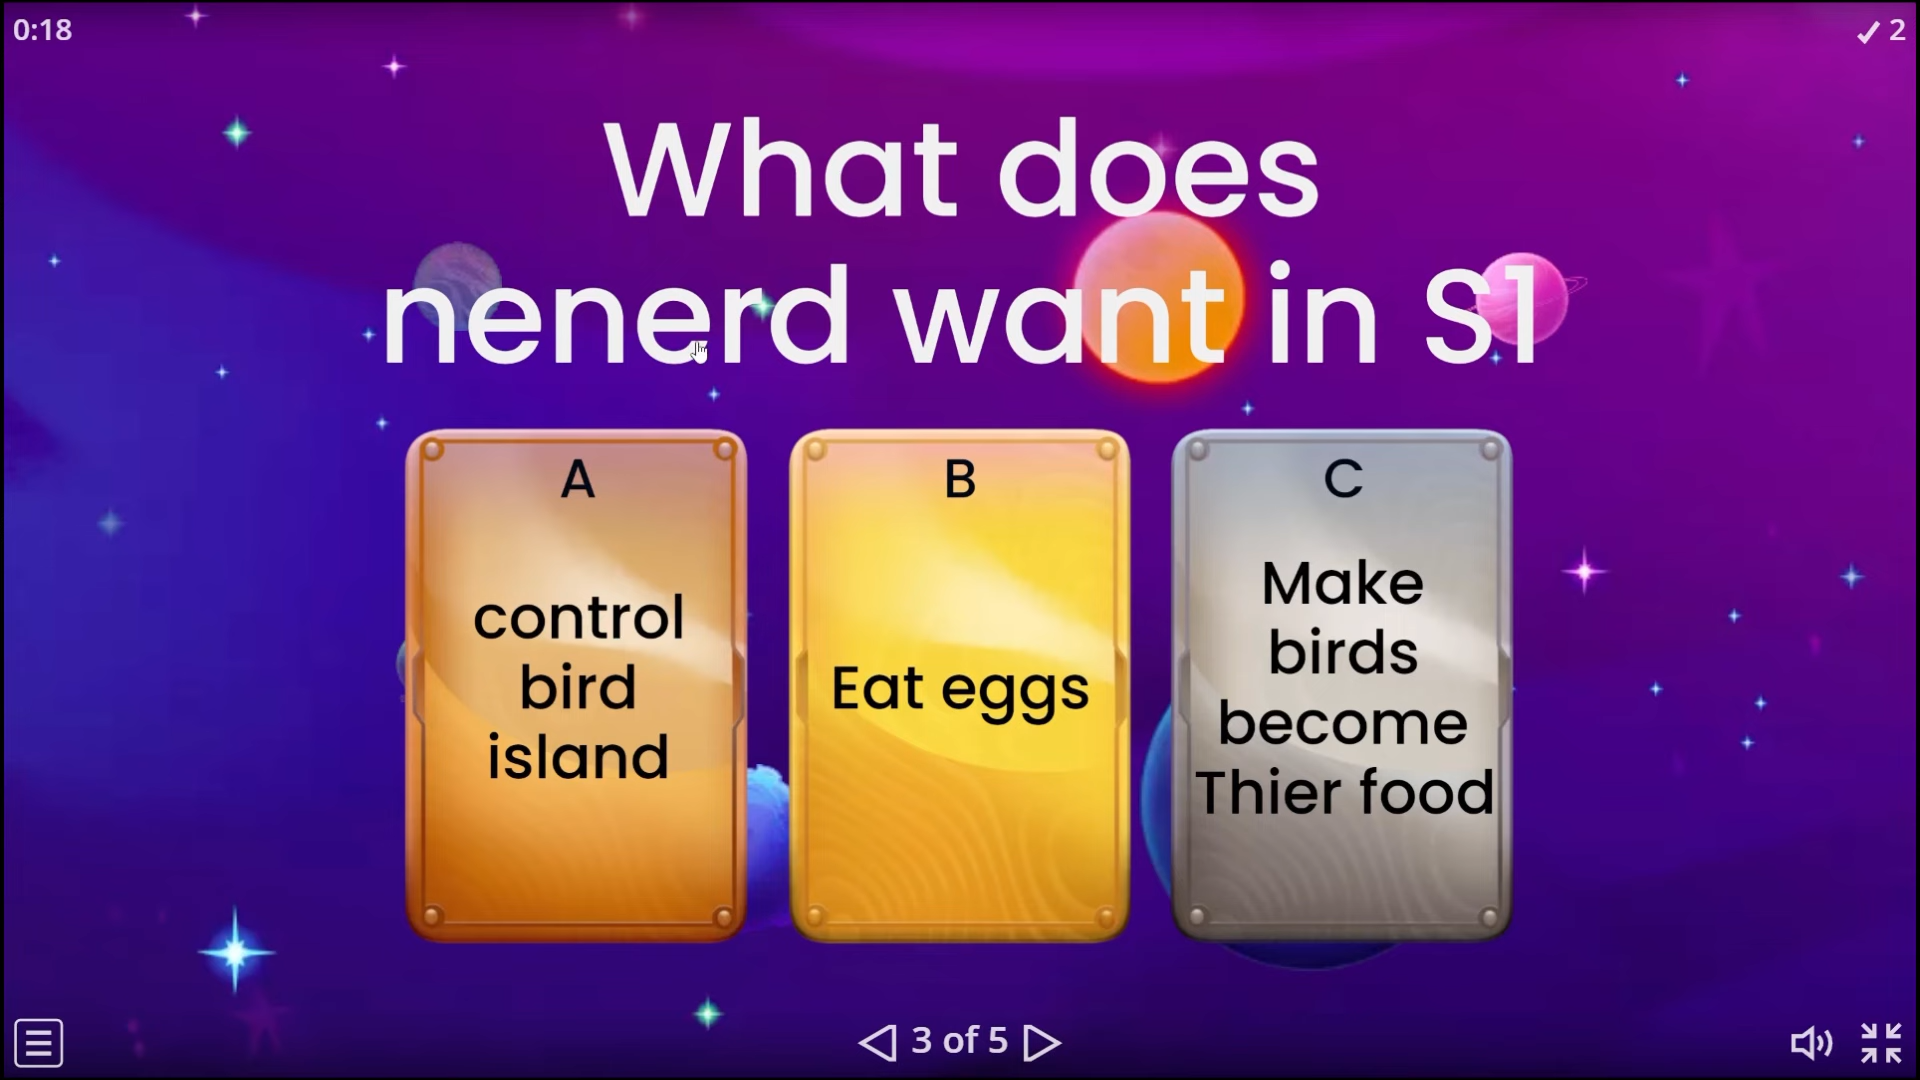 0:18
2
What does
nenerd want in S1
A
control
bird
island
B
Eat eggs
C
Make
birds
become
Thier food
3 of 5